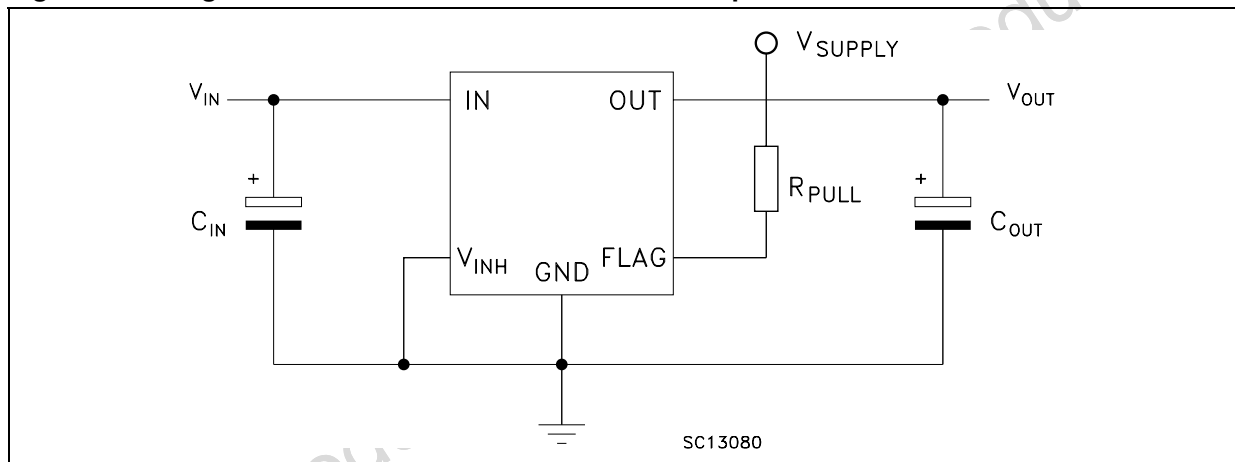 V_SUPPLY
V_IN
IN
OUT
V_OUT
+
+
R_PULL
C_IN
C_OUT
V_INH
GND
FLAG
SC13080